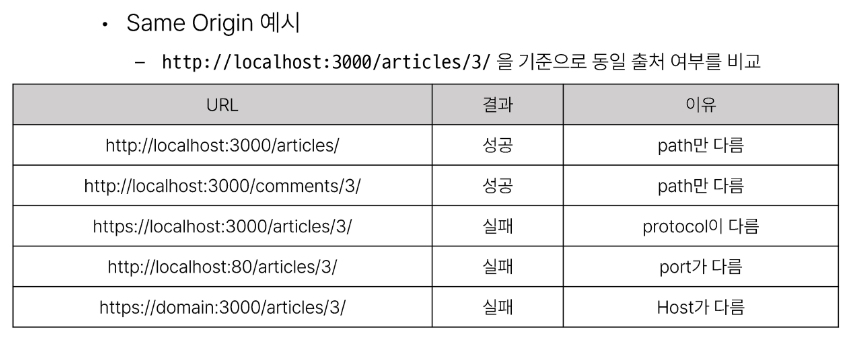 • Same Origin 예시
– http://localhost:3000/articles/3/ 을 기준으로 동일 출처 여부를 비교
URL 결과 이유
http://localhost:3000/articles/ 성공 path만 다름
http://localhost:3000/comments/3/ 성공 path만 다름
https://localhost:3000/articles/3/ 실패 protocol이 다름
http://localhost:80/articles/3/ 실패 port가 다름
https://domain:3000/articles/3/ 실패 Host가 다름